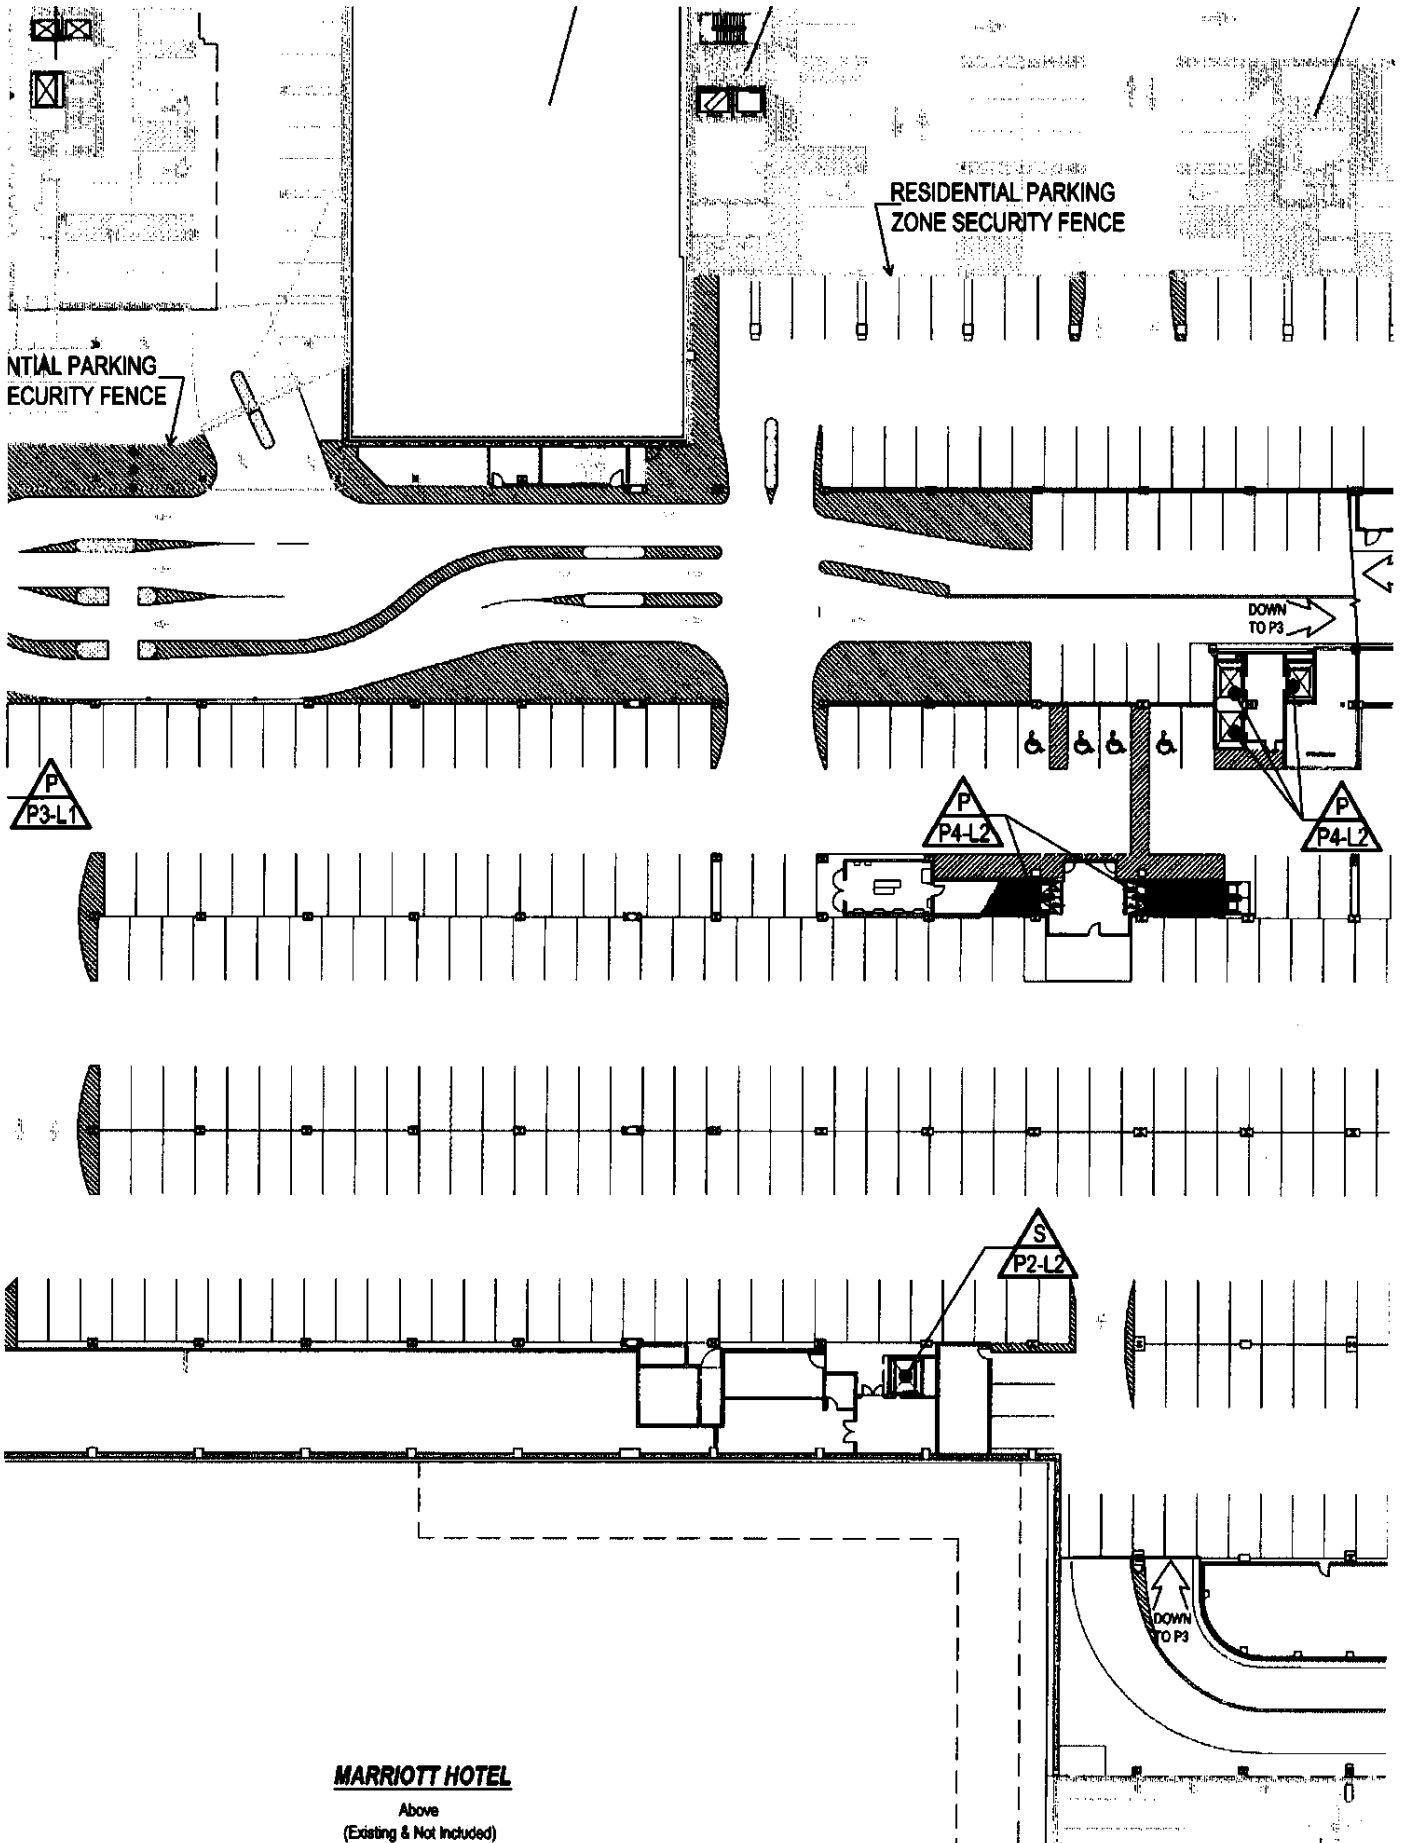 RESIDENTIAL PARKING
ZONE SECURITY FENCE
NTIAL PARKING
ECURITY FENCE
DOWN
TO P3
P
P3-L1
P
P4-L2
P
P4-L2
S
P2-L2
DOWN
TO P3
MARRIOTT HOTEL
Above
(Existing & Not Included)